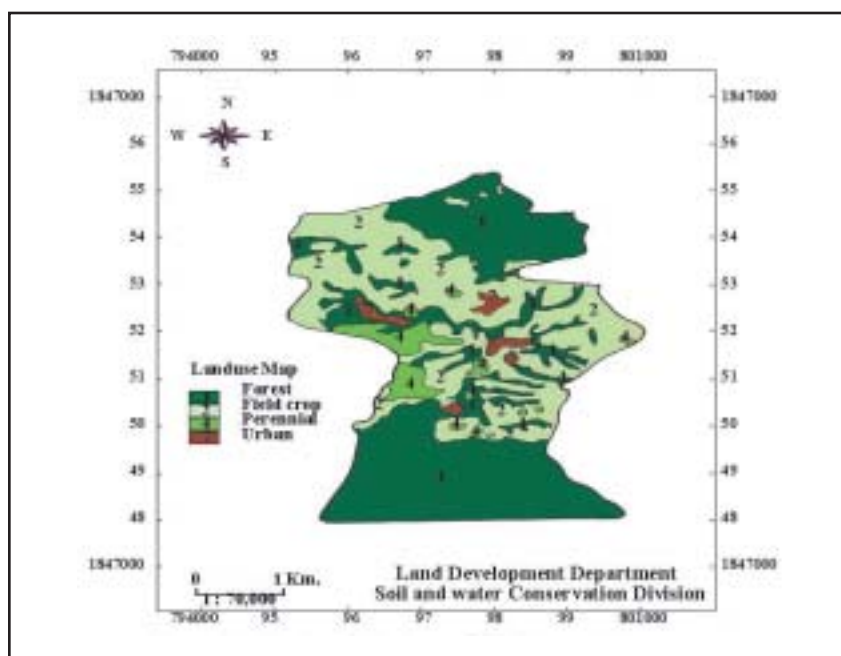 794000 95 96 97 98 99 801000
1847000 1847000
N
W E
S
56 56
55 55
54 54
53 53
52 52
51 51
50 50
49 49
48 48
1847000 1847000
Landuse Map
Forest
Field crop
Perennial
Urban
0 1 Km.
1 : 70,000
Land Development Department
Soil and water Conservation Division
794000 95 96 97 98 99 801000